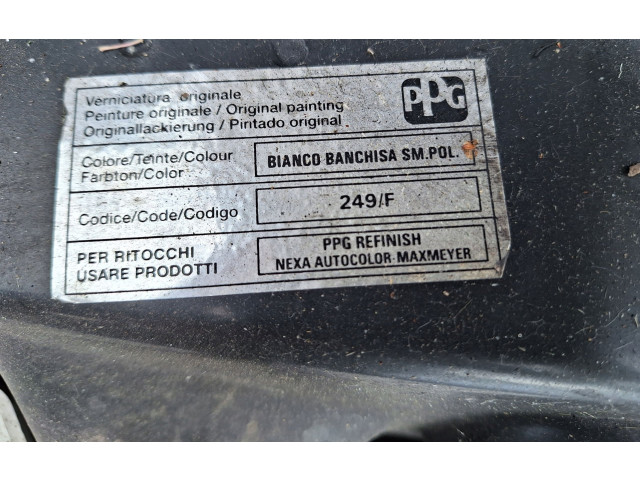 Verniciatura originale
Peinture originale / Original painting
Originallackierung / Pintado original
PPG
Colore/Teinte/Colour
Farbton/Color
BIANCO BANCHISA SM.POL.
Codice/Code/Codigo
249/F
PER RITOCCHI
USARE PRODOTTI
PPG REFINISH
NEXA AUTOCOLOR-MAXMEYER